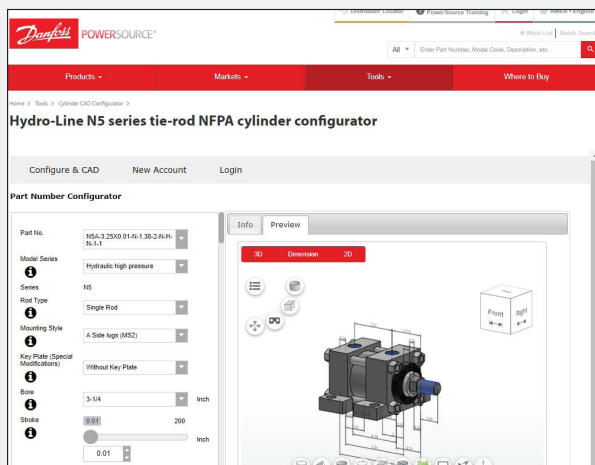 Distributor Locator PowerSource Training Login AMER • English
Danfoss POWERSOURCE®
Wish List Batch Search
All Enter Part Number, Model Code, Description, etc.
Products Markets Tools Where to Buy
Home > Tools > Cylinder CAD Configurator >
Hydro-Line N5 series tie-rod NFPA cylinder configurator
Configure & CAD New Account Login
Part Number Configurator
Info Preview
Part No. N5A-3.25X0.01-N-1.38-2-N-H-
N-1-1
3D Dimension 2D
Model Series Hydraulic high pressure
Series N5
Rod Type Single Rod
Front Right
Mounting Style A Side lugs (MS2)
Key Plate (Special
Modifications) Without Key Plate
Bore 3-1/4 Inch
Stroke 0.01 200
Inch
0.01